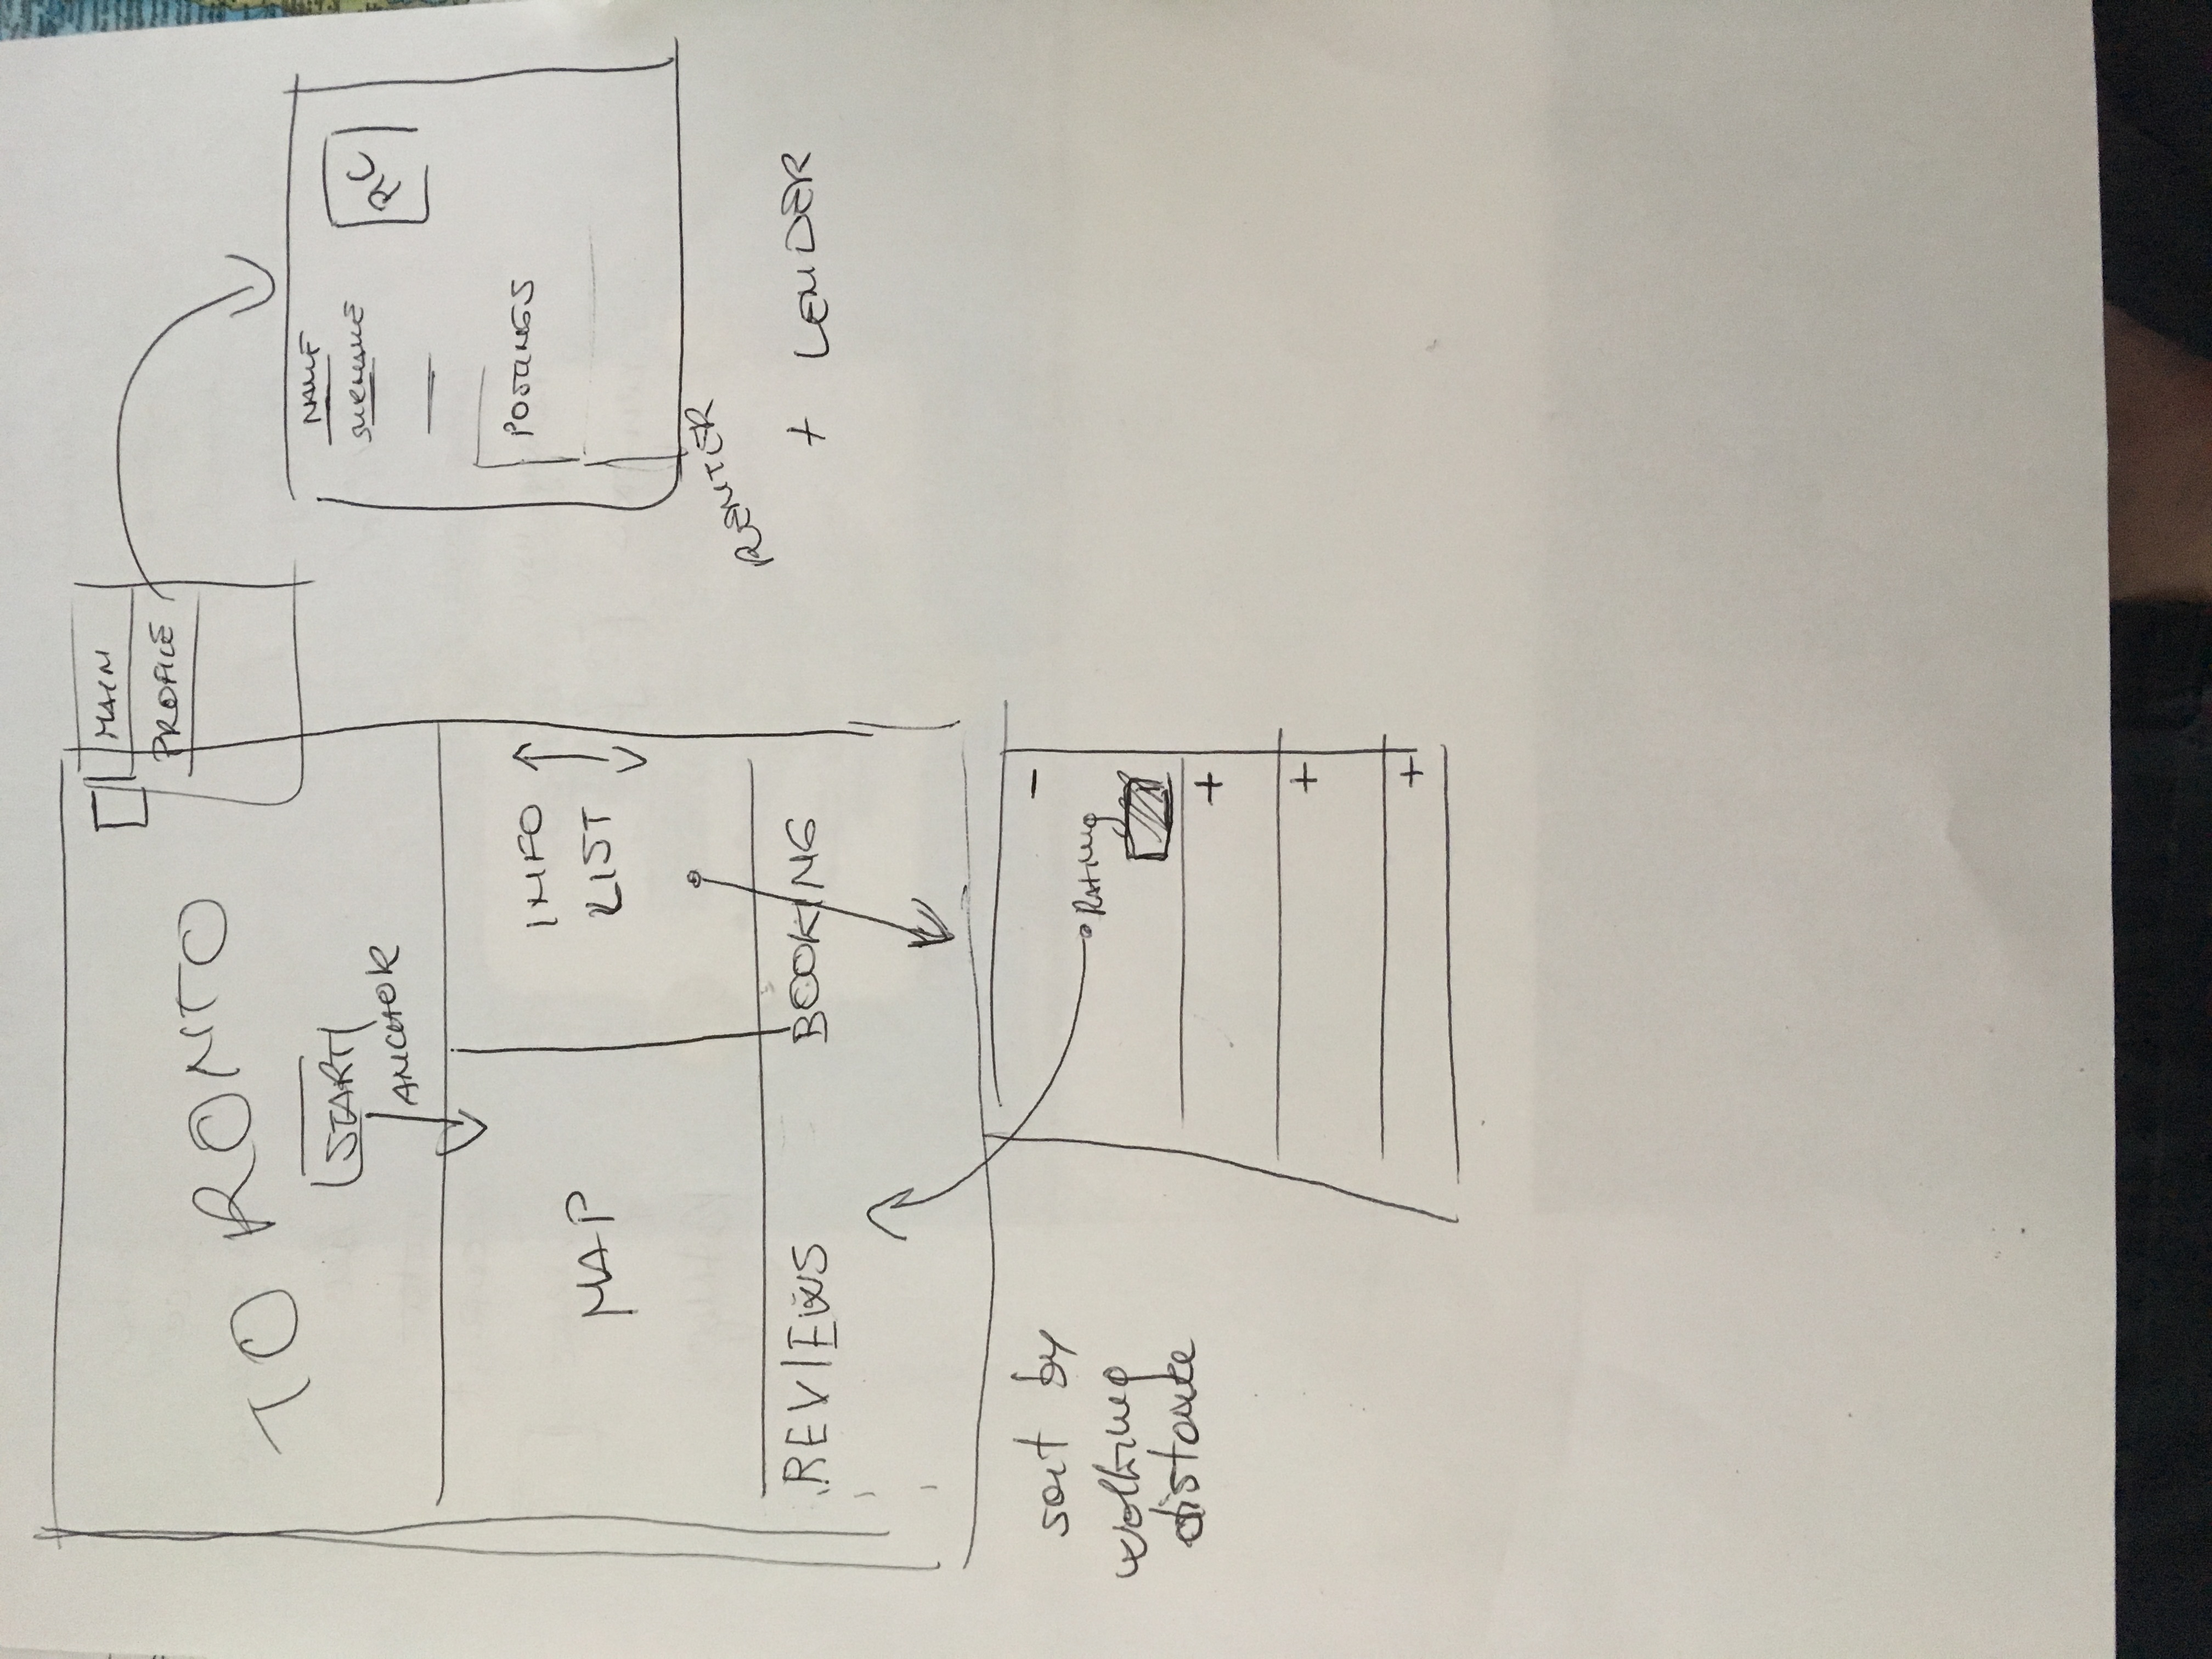 MAIN
PROFILE
TORONTO
START
ANCHOR
MAP
INFO
LIST
REVIEWS
BOOKING
NAME
SURNAME
PIC
POSTINGS
RENTER
+ LENDER
sort by
walking
distance
-
Rating
+
+
+